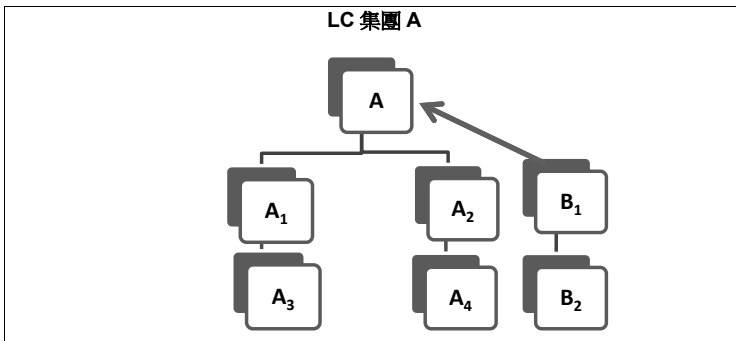 LC 集團 A
A
A₁
A₂
B₁
A₃
A₄
B₂